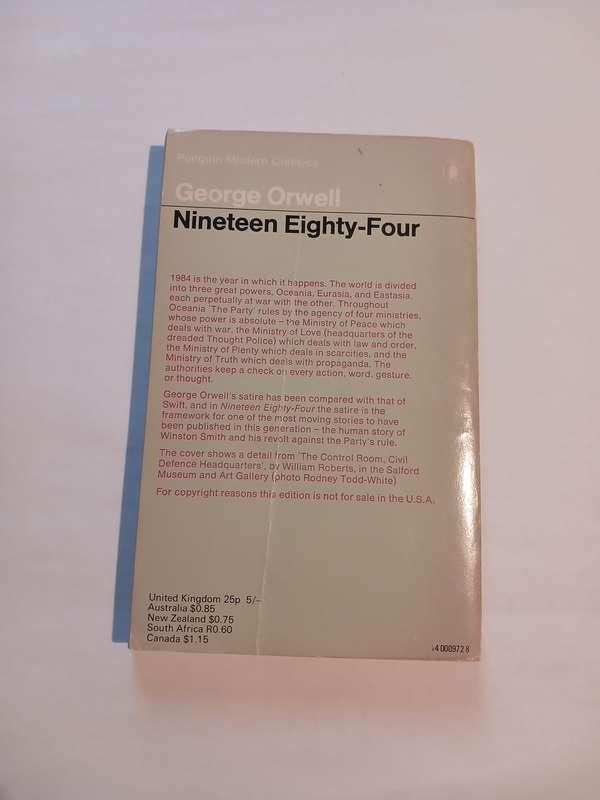 Penguin Modern Classics
George Orwell
Nineteen Eighty-Four
1984 is the year in which it happens. The world is divided
into three great powers, Oceania, Eurasia, and Eastasia,
each perpetually at war with the other. Throughout
Oceania 'The Party' rules by the agency of four ministries,
whose power is absolute – the Ministry of Peace which
deals with war, the Ministry of Love (headquarters of the
dreaded Thought Police) which deals with law and order,
the Ministry of Plenty which deals in scarcities, and the
Ministry of Truth which deals with propaganda. The
authorities keep a check on every action, word, gesture,
or thought.
George Orwell's satire has been compared with that of
Swift, and in Nineteen Eighty-Four the satire is the
framework for one of the most moving stories to have
been published in this generation – the human story of
Winston Smith and his revolt against the Party's rule.
The cover shows a detail from 'The Control Room, Civil
Defence Headquarters', by William Roberts, in the Salford
Museum and Art Gallery (photo Rodney Todd-White)
For copyright reasons this edition is not for sale in the U.S.A.
United Kingdom 25p 5/–
Australia $0.85
New Zealand $0.75
South Africa R0.60
Canada $1.15
14 000972 8